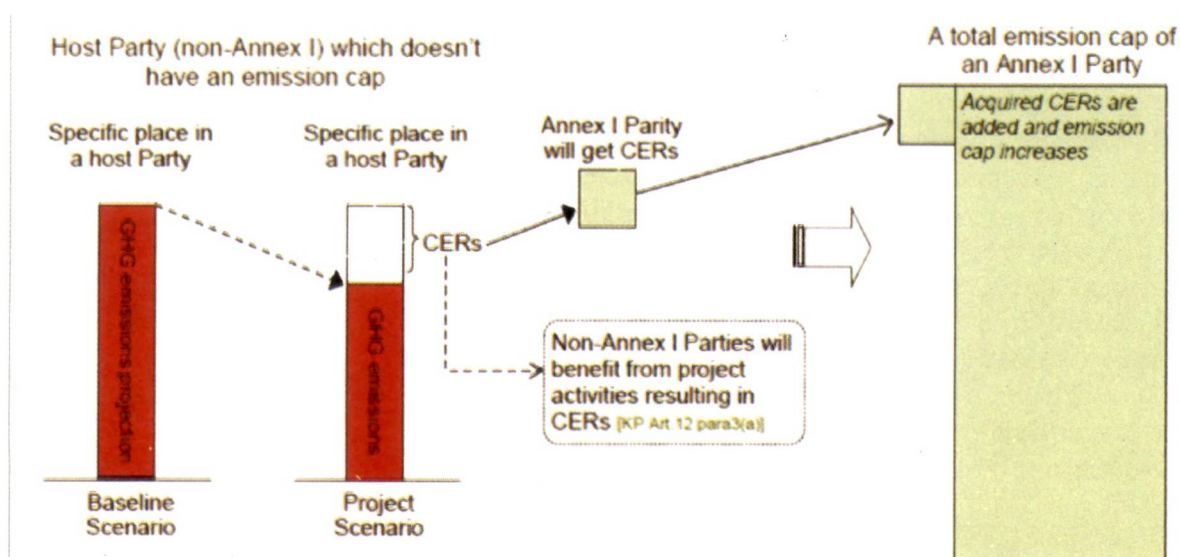 Host Party (non-Annex I) which doesn't
have an emission cap
A total emission cap of
an Annex I Party
Specific place in
a host Party
Specific place in
a host Party
Annex I Parity
will get CERs
Acquired CERs are
added and emission
cap increases
GHG emissions projection
GHG emissions
CERs
Non-Annex I Parties will
benefit from project
activities resulting in
CERs [KP Art.12 para3(a)]
Baseline
Scenario
Project
Scenario